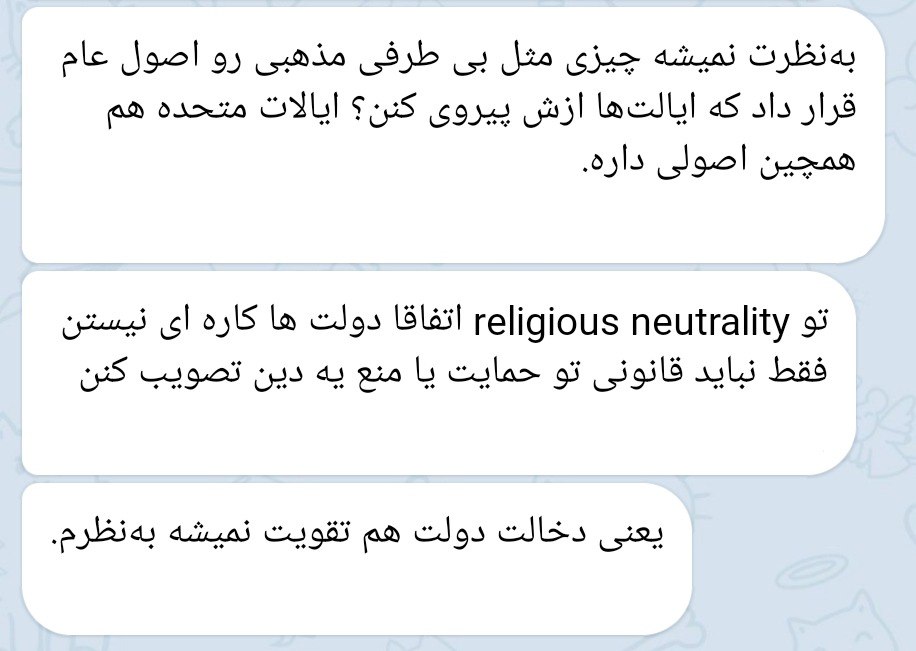 به‌نظرت نمیشه چیزی مثل بی طرفی مذهبی رو اصول عام
قرار داد که ایالت‌ها ازش پیروی کنن؟ ایالات متحده هم
همچین اصولی داره.
تو religious neutrality اتفاقا دولت ها کاره ای نیستن
فقط نباید قانونی تو حمایت یا منع یه دین تصویب کنن
یعنی دخالت دولت هم تقویت نمیشه به‌نظرم.